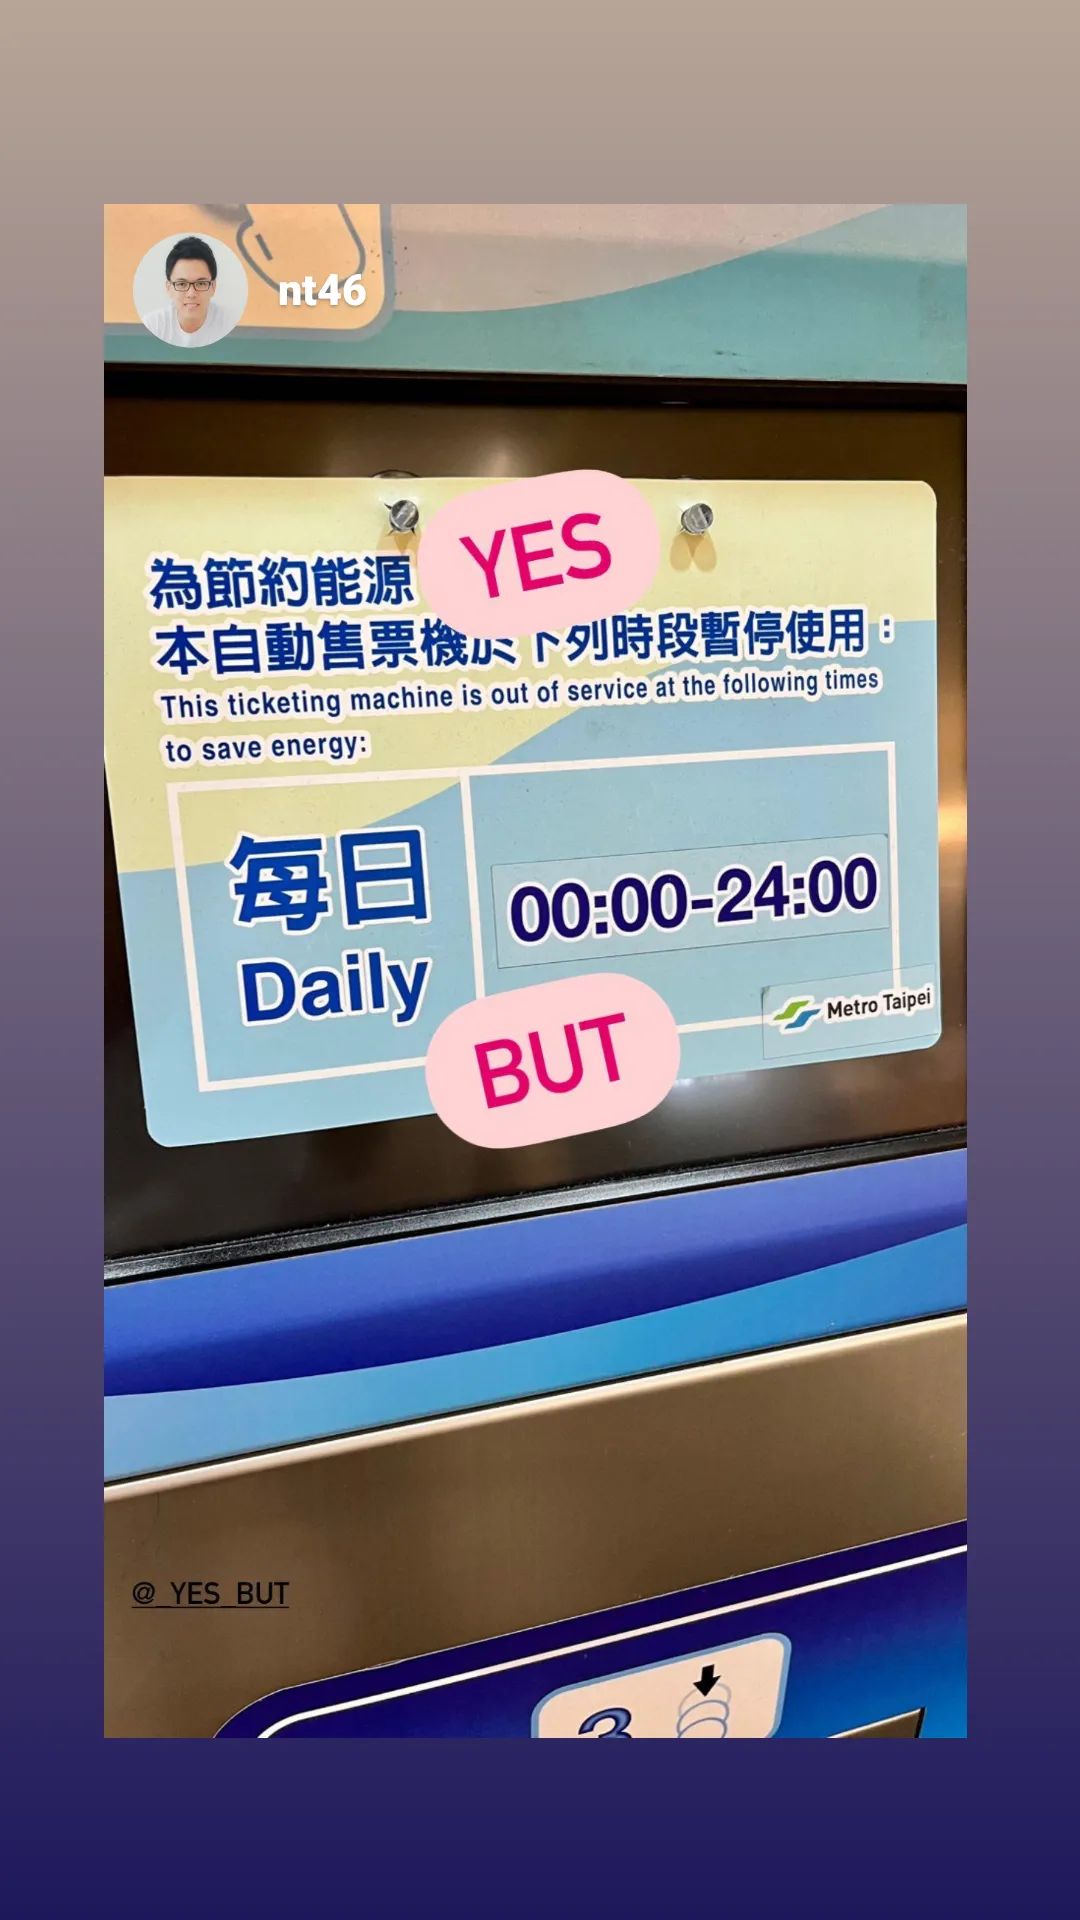 nt46
YES
為節約能源
本自動售票機於下列時段暫停使用：
This ticketing machine is out of service at the following times
to save energy:
每日
Daily
00:00-24:00
Metro Taipei
BUT
@_YES_BUT
3